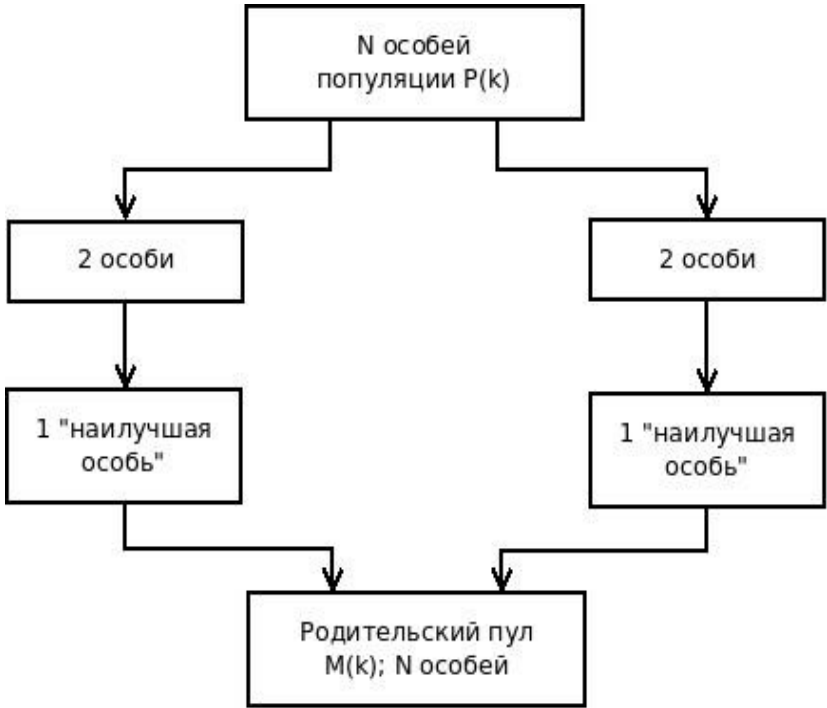 N особей
популяции P(k)
2 особи
2 особи
1 "наилучшая
особь"
1 "наилучшая
особь"
Родительский пул
M(k); N особей